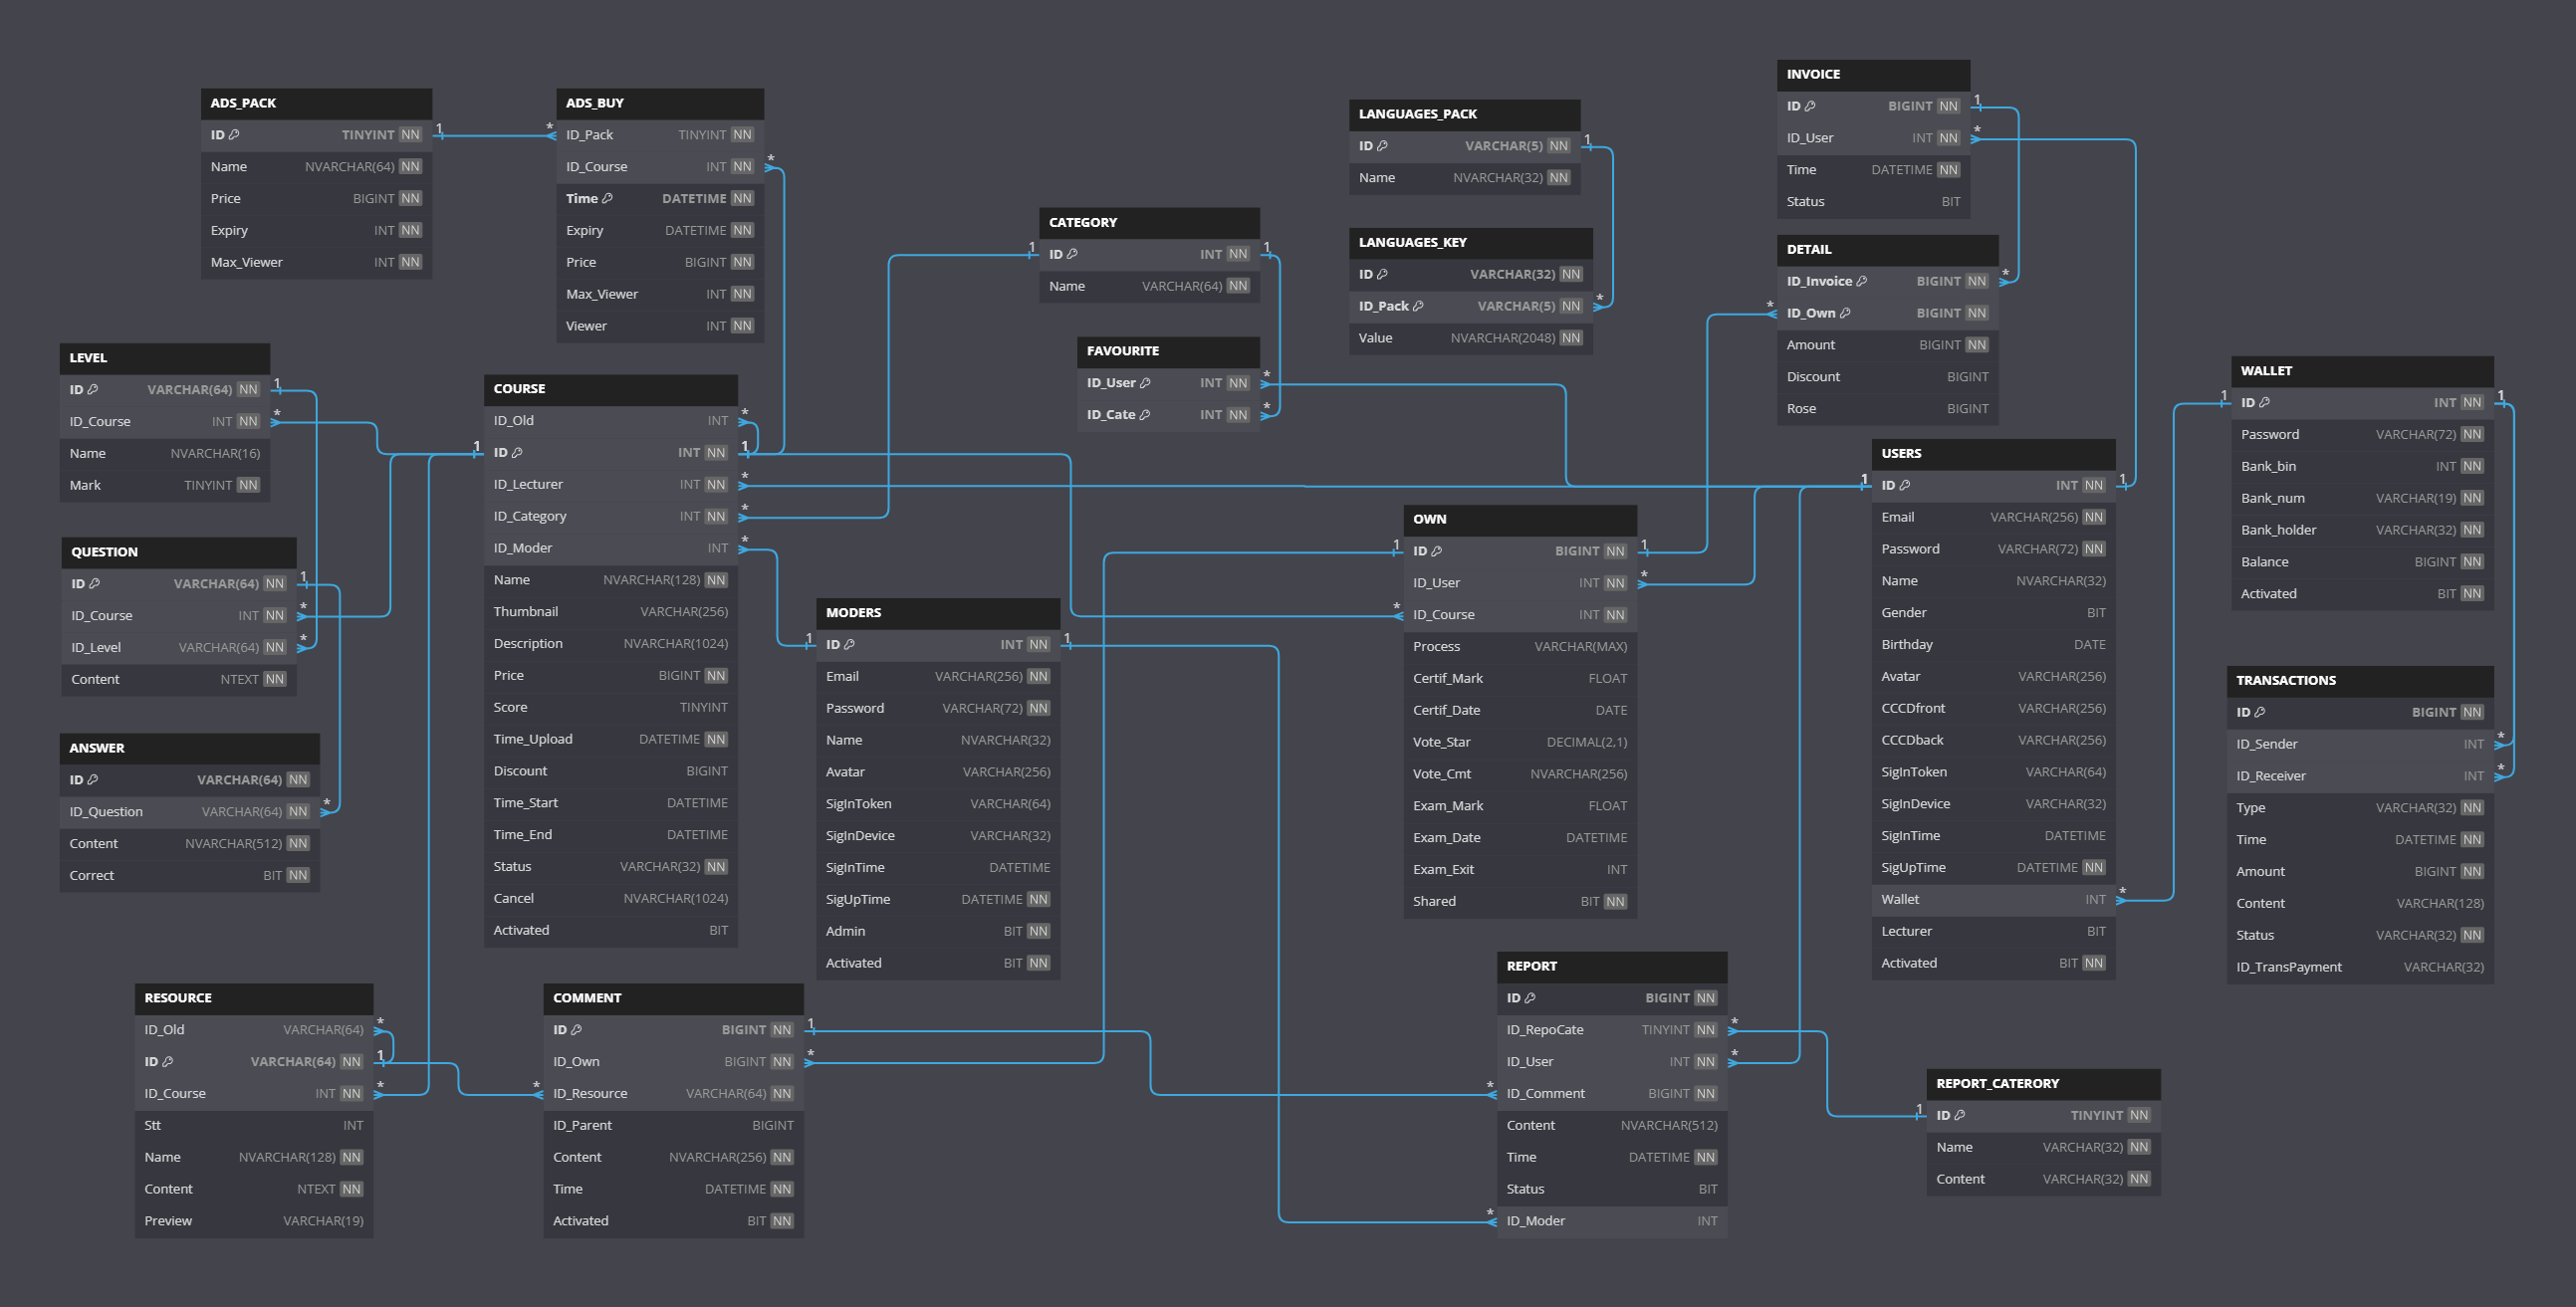 ADS_PACK
ID TINYINT NN
Name NVARCHAR(64) NN
Price BIGINT NN
Expiry INT NN
Max_Viewer INT NN
ADS_BUY
ID_Pack TINYINT NN
ID_Course INT NN
Time DATETIME NN
Expiry DATETIME NN
Price BIGINT NN
Max_Viewer INT NN
Viewer INT NN
LEVEL
ID VARCHAR(64) NN
ID_Course INT NN
Name NVARCHAR(16)
Mark TINYINT NN
QUESTION
ID VARCHAR(64) NN
ID_Course INT NN
ID_Level VARCHAR(64) NN
Content NTEXT NN
ANSWER
ID VARCHAR(64) NN
ID_Question VARCHAR(64) NN
Content NVARCHAR(512) NN
Correct BIT NN
COURSE
ID_Old INT
ID INT NN
ID_Lecturer INT NN
ID_Category INT NN
ID_Moder INT
Name NVARCHAR(128) NN
Thumbnail VARCHAR(256)
Description NVARCHAR(1024)
Price BIGINT NN
Score TINYINT
Time_Upload DATETIME NN
Discount BIGINT
Time_Start DATETIME
Time_End DATETIME
Status VARCHAR(32) NN
Cancel NVARCHAR(1024)
Activated BIT
RESOURCE
ID_Old VARCHAR(64)
ID VARCHAR(64) NN
ID_Course INT NN
Stt INT
Name NVARCHAR(128) NN
Content NTEXT NN
Preview VARCHAR(19)
COMMENT
ID BIGINT NN
ID_Own BIGINT NN
ID_Resource VARCHAR(64) NN
ID_Parent BIGINT
Content NVARCHAR(256) NN
Time DATETIME NN
Activated BIT NN
MODERS
ID INT NN
Email VARCHAR(256) NN
Password VARCHAR(72) NN
Name NVARCHAR(32)
Avatar VARCHAR(256)
SigInToken VARCHAR(64)
SigInDevice VARCHAR(32)
SigInTime DATETIME
SigUpTime DATETIME NN
Admin BIT NN
Activated BIT NN
CATEGORY
ID INT NN
Name VARCHAR(64) NN
FAVOURITE
ID_User INT NN
ID_Cate INT NN
LANGUAGES_PACK
ID VARCHAR(5) NN
Name NVARCHAR(32) NN
LANGUAGES_KEY
ID VARCHAR(32) NN
ID_Pack VARCHAR(5) NN
Value NVARCHAR(2048) NN
OWN
ID BIGINT NN
ID_User INT NN
ID_Course INT NN
Process VARCHAR(MAX)
Certif_Mark FLOAT
Certif_Date DATE
Vote_Star DECIMAL(2,1)
Vote_Cmt NVARCHAR(256)
Exam_Mark FLOAT
Exam_Date DATETIME
Exam_Exit INT
Shared BIT NN
REPORT
ID BIGINT NN
ID_RepoCate TINYINT NN
ID_User INT NN
ID_Comment BIGINT NN
Content NVARCHAR(512)
Time DATETIME NN
Status BIT
ID_Moder INT
INVOICE
ID BIGINT NN
ID_User INT NN
Time DATETIME NN
Status BIT
DETAIL
ID_Invoice BIGINT NN
ID_Own BIGINT NN
Amount BIGINT NN
Discount BIGINT
Rose BIGINT
USERS
ID INT NN
Email VARCHAR(256) NN
Password VARCHAR(72) NN
Name NVARCHAR(32)
Gender BIT
Birthday DATE
Avatar VARCHAR(256)
CCCDfront VARCHAR(256)
CCCDback VARCHAR(256)
SigInToken VARCHAR(64)
SigInDevice VARCHAR(32)
SigInTime DATETIME
SigUpTime DATETIME NN
Wallet INT
Lecturer BIT
Activated BIT NN
REPORT_CATERORY
ID TINYINT NN
Name VARCHAR(32) NN
Content VARCHAR(32) NN
WALLET
ID INT NN
Password VARCHAR(72) NN
Bank_bin INT NN
Bank_num VARCHAR(19) NN
Bank_holder VARCHAR(32) NN
Balance BIGINT NN
Activated BIT NN
TRANSACTIONS
ID BIGINT NN
ID_Sender INT
ID_Receiver INT
Type VARCHAR(32) NN
Time DATETIME NN
Amount BIGINT NN
Content VARCHAR(128)
Status VARCHAR(32) NN
ID_TransPayment VARCHAR(32)